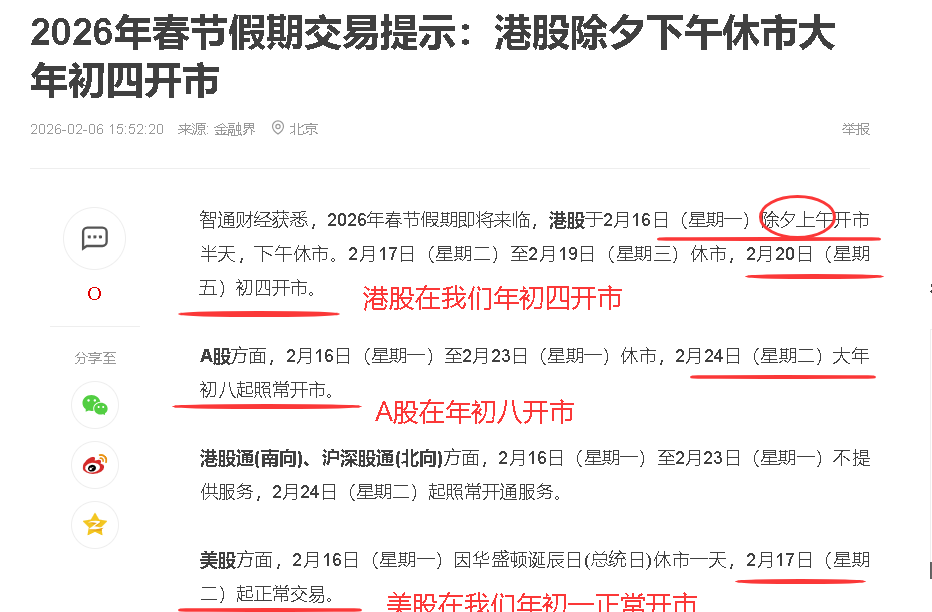 2026年春节假期交易提示：港股除夕下午休市大
年初四开市
2026-02-06 15:52:20 来源: 金融界 北京
举报
智通财经获悉，2026年春节假期即将来临，港股于2月16日（星期一）除夕上午开市
半天，下午休市。2月17日（星期二）至2月19日（星期三）休市，2月20日（星期
五）初四开市。
港股在我们年初四开市
0
分享至
A股方面，2月16日（星期一）至2月23日（星期一）休市，2月24日（星期二）大年
初八起照常开市。
A股在年初八开市
港股通(南向)、沪深股通(北向)方面，2月16日（星期一）至2月23日（星期一）不提
供服务，2月24日（星期二）起照常开通服务。
美股方面，2月16日（星期一）因华盛顿诞辰日(总统日)休市一天，2月17日（星期
二）起正常交易。
美股在我们年初一正常开市